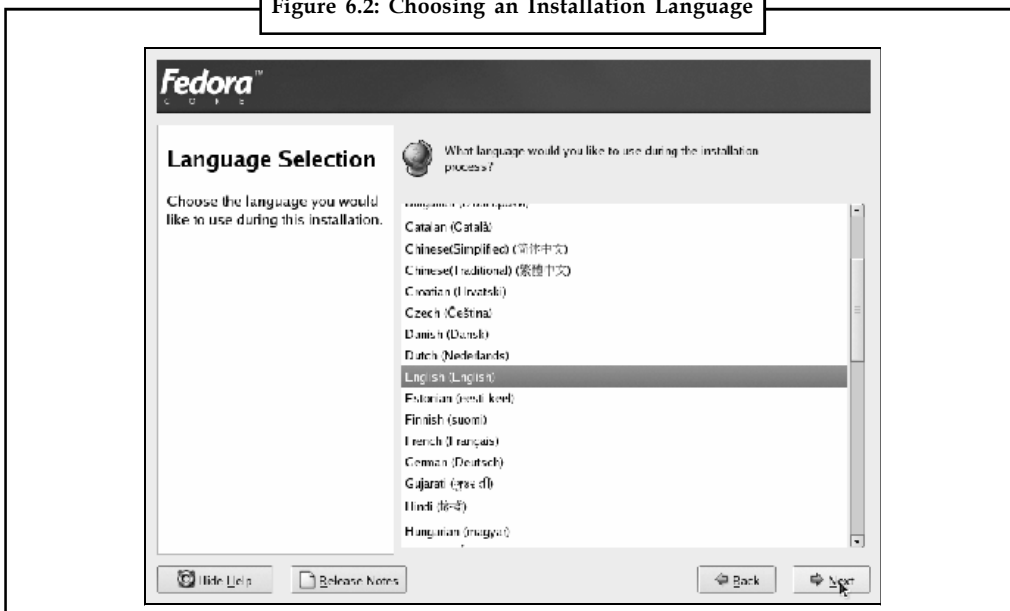 Figure 6.2: Choosing an Installation Language
Fedora™
C O R E
Language Selection
Choose the language you would
like to use during this installation.
What language would you like to use during the installation
process?
Catalan (Català)
Chinese(Simplified) (简体中文)
Chinese(Traditional) (繁體中文)
Croatian (Hrvatski)
Czech (Čeština)
Danish (Dansk)
Dutch (Nederlands)
English (English)
Estonian (eesti keel)
Finnish (suomi)
French (Français)
German (Deutsch)
Gujarati (ગુજરાતી)
Hindi (हिन्दी)
Hungarian (magyar)
Hide Help
Release Notes
Back
Next